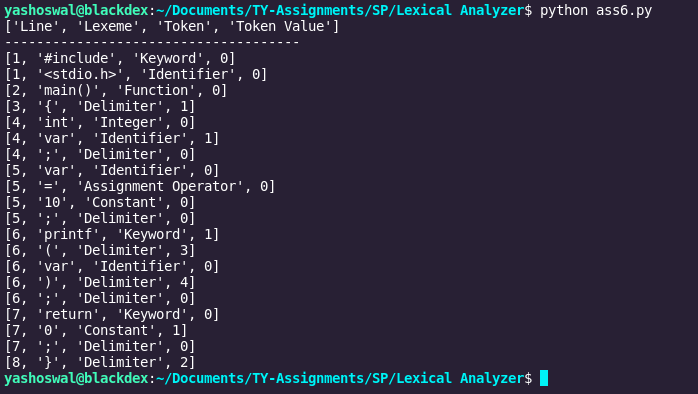 yashoswal@blackdex:~/Documents/TY-Assignments/SP/Lexical Analyzer$ python ass6.py
['Line', 'Lexeme', 'Token', 'Token Value']
-------------------------------------
[1, '#include', 'Keyword', 0]
[1, '<stdio.h>', 'Identifier', 0]
[2, 'main()', 'Function', 0]
[3, '{', 'Delimiter', 1]
[4, 'int', 'Integer', 0]
[4, 'var', 'Identifier', 1]
[4, ';', 'Delimiter', 0]
[5, 'var', 'Identifier', 0]
[5, '=', 'Assignment Operator', 0]
[5, '10', 'Constant', 0]
[5, ';', 'Delimiter', 0]
[6, 'printf', 'Keyword', 1]
[6, '(', 'Delimiter', 3]
[6, 'var', 'Identifier', 0]
[6, ')', 'Delimiter', 4]
[6, ';', 'Delimiter', 0]
[7, 'return', 'Keyword', 0]
[7, '0', 'Constant', 1]
[7, ';', 'Delimiter', 0]
[8, '}', 'Delimiter', 2]
yashoswal@blackdex:~/Documents/TY-Assignments/SP/Lexical Analyzer$